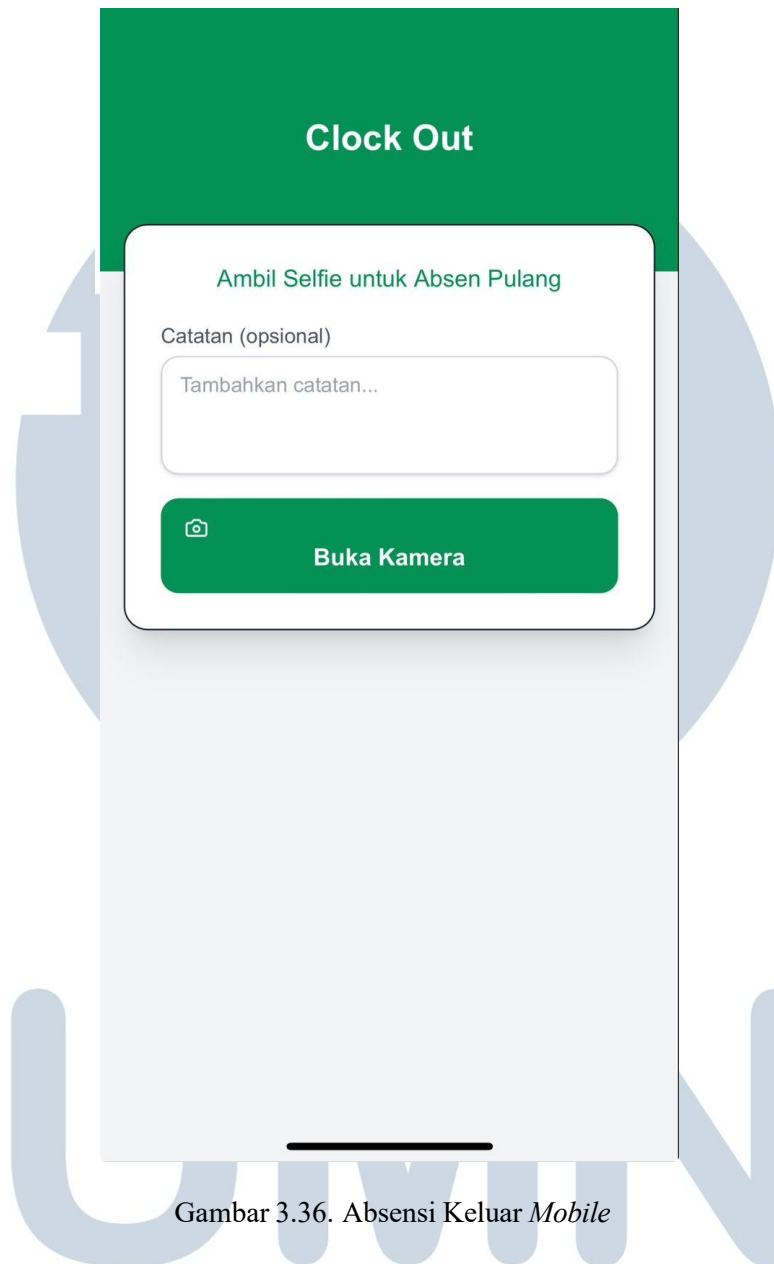 Clock Out
Ambil Selfie untuk Absen Pulang
Catatan (opsional)
Tambahkan catatan...
Buka Kamera
Gambar 3.36. Absensi Keluar Mobile
UMN